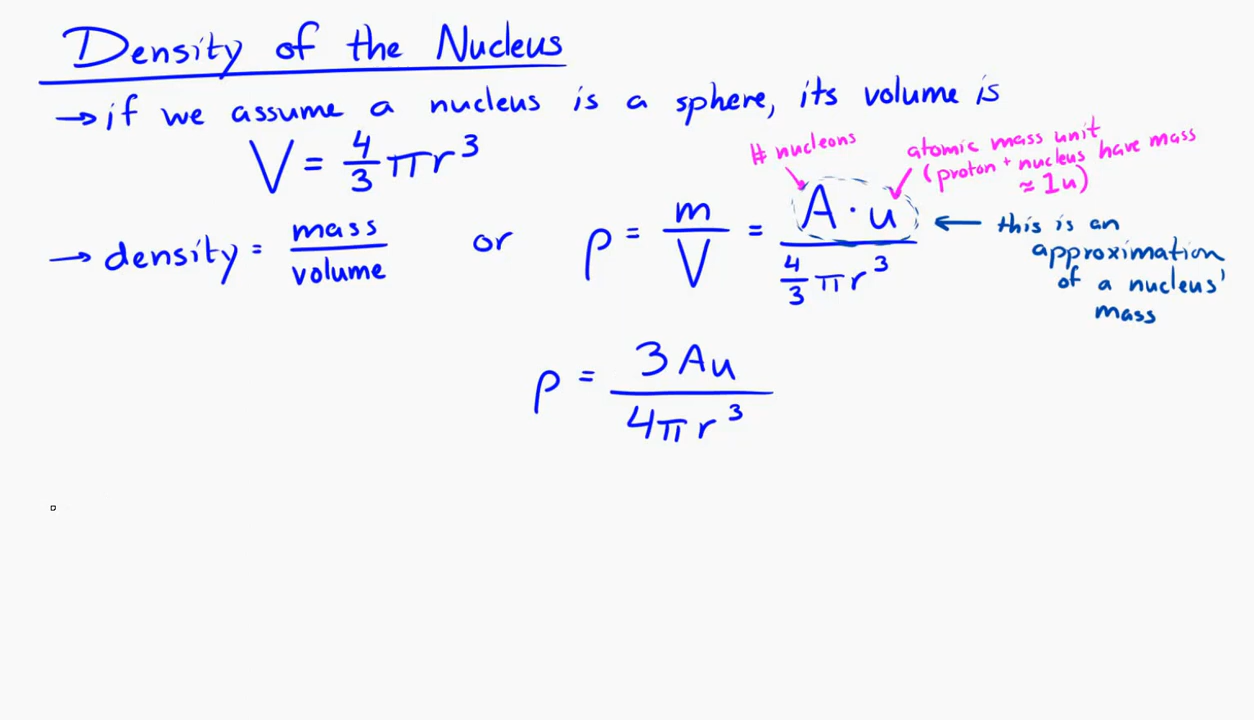 Density of the Nucleus
→ if we assume a nucleus is a sphere, its volume is
V = 4/3 πr³
# nucleons
atomic mass unit
(proton + nucleus have mass
≈ 1u)
→ density = mass/volume or ρ = m/V = A · u / 4/3 πr³
← this is an
approximation
of a nucleus'
mass
ρ = 3Au / 4πr³